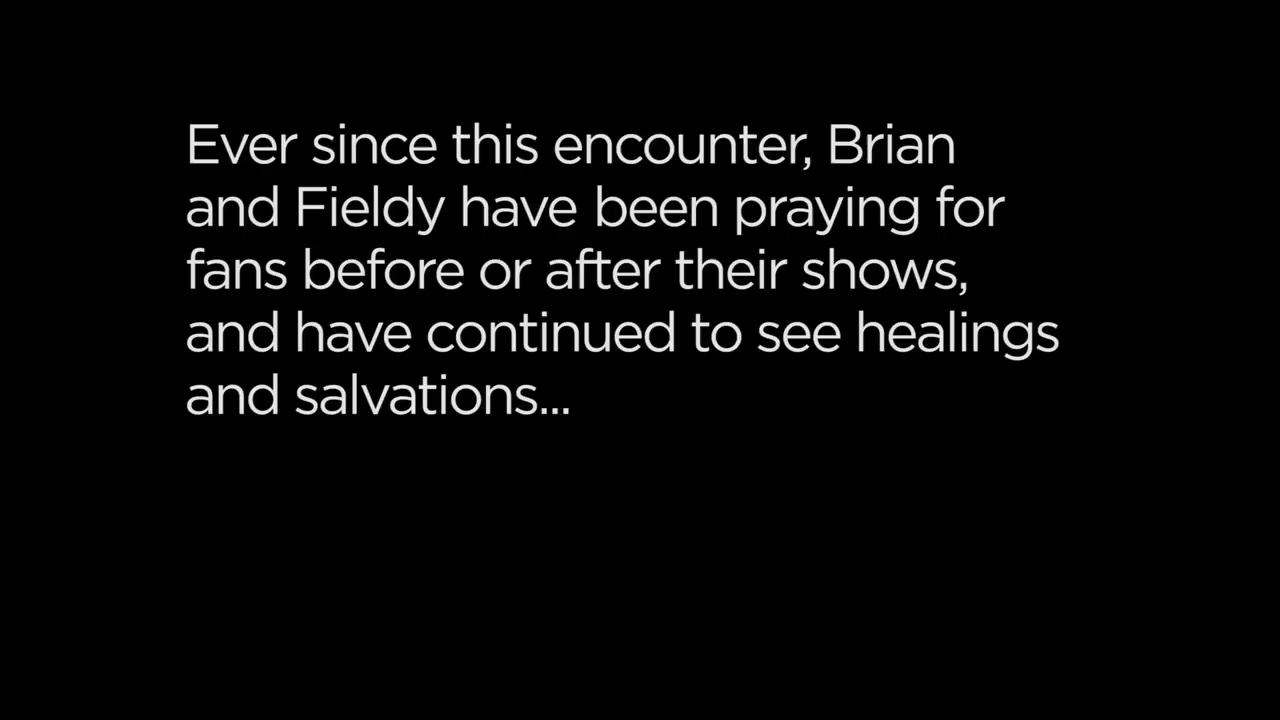 Ever since this encounter, Brian
and Fieldy have been praying for
fans before or after their shows,
and have continued to see healings
and salvations...